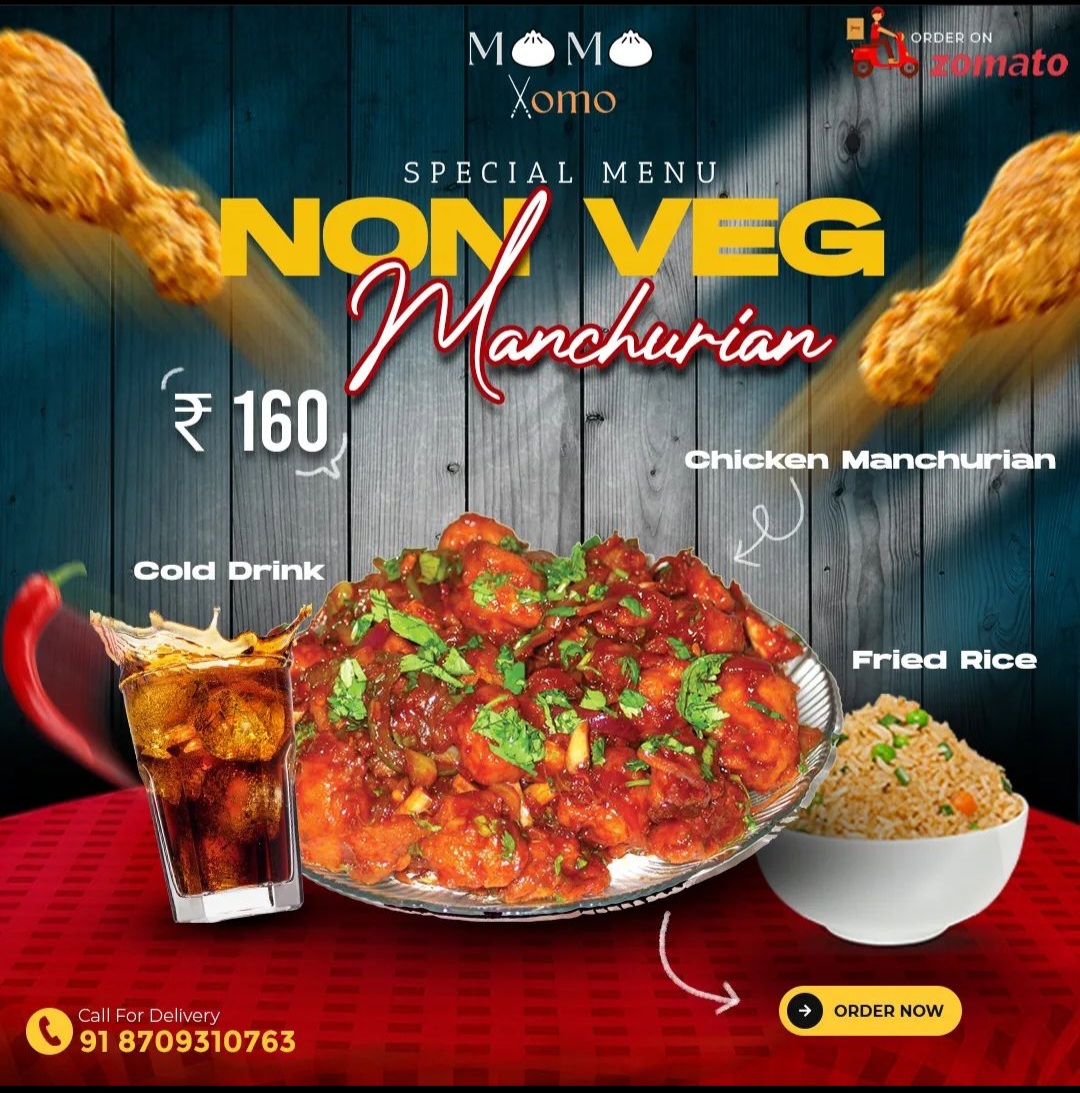 MOMO
Xomo
ORDER ON
zomato
SPECIAL MENU
NON VEG
Manchurian
₹ 160
Chicken Manchurian
Cold Drink
Fried Rice
Call For Delivery
91 8709310763
ORDER NOW